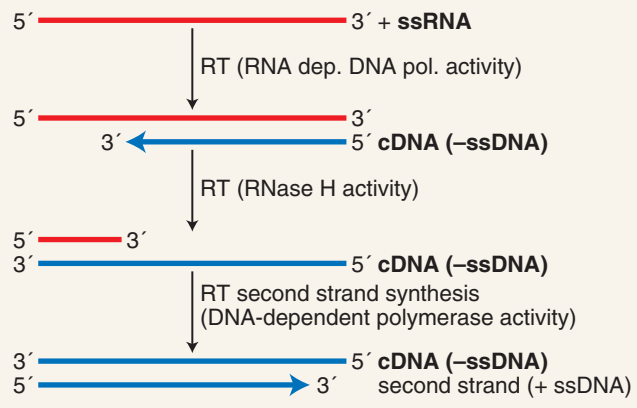 5´ 3´ + ssRNA
RT (RNA dep. DNA pol. activity)
5´ 3´
3´ 5´ cDNA (–ssDNA)
RT (RNase H activity)
5´ 3´
3´ 5´ cDNA (–ssDNA)
RT second strand synthesis
(DNA-dependent polymerase activity)
3´ 5´ cDNA (–ssDNA)
5´ 3´ second strand (+ ssDNA)